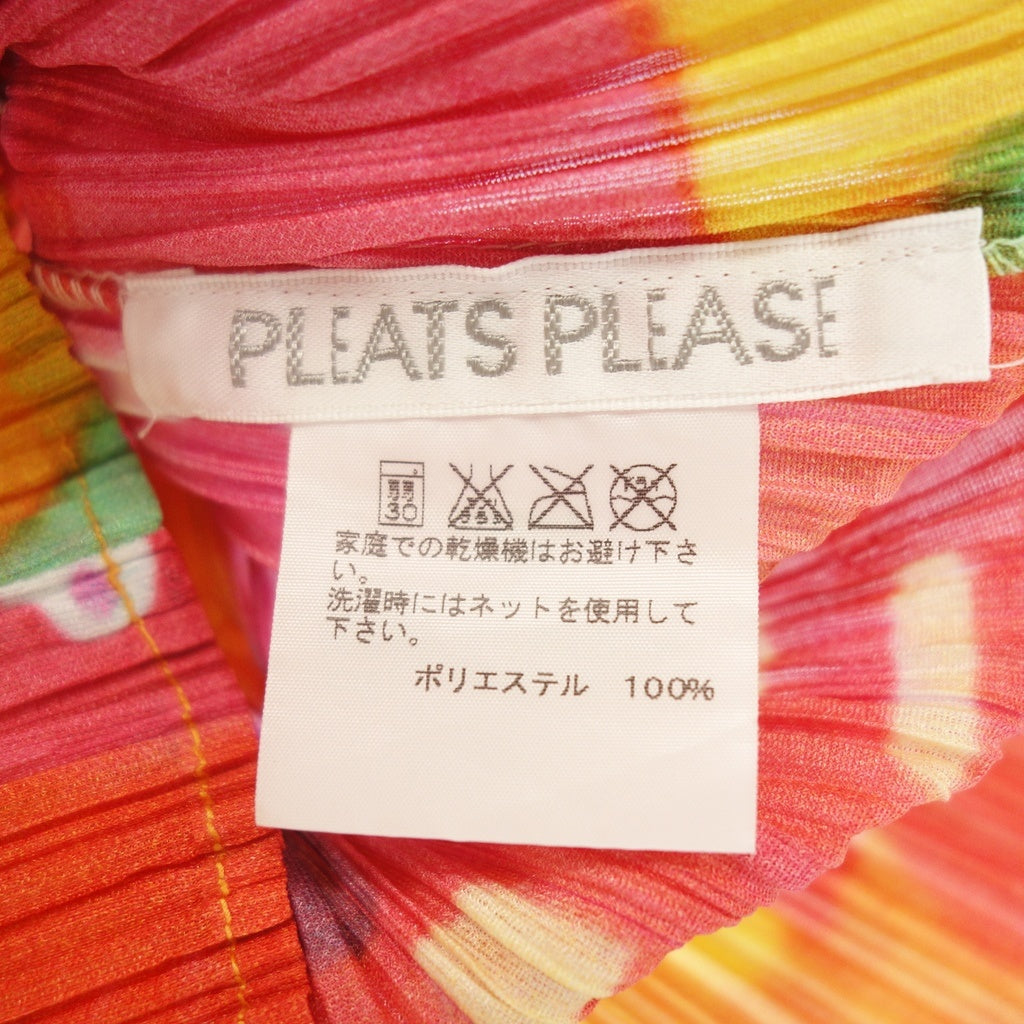 PLEATS PLEASE
弱
30
家庭での乾燥機はお避け下さ
い。
洗濯時にはネットを使用して
下さい。
ポリエステル 100%